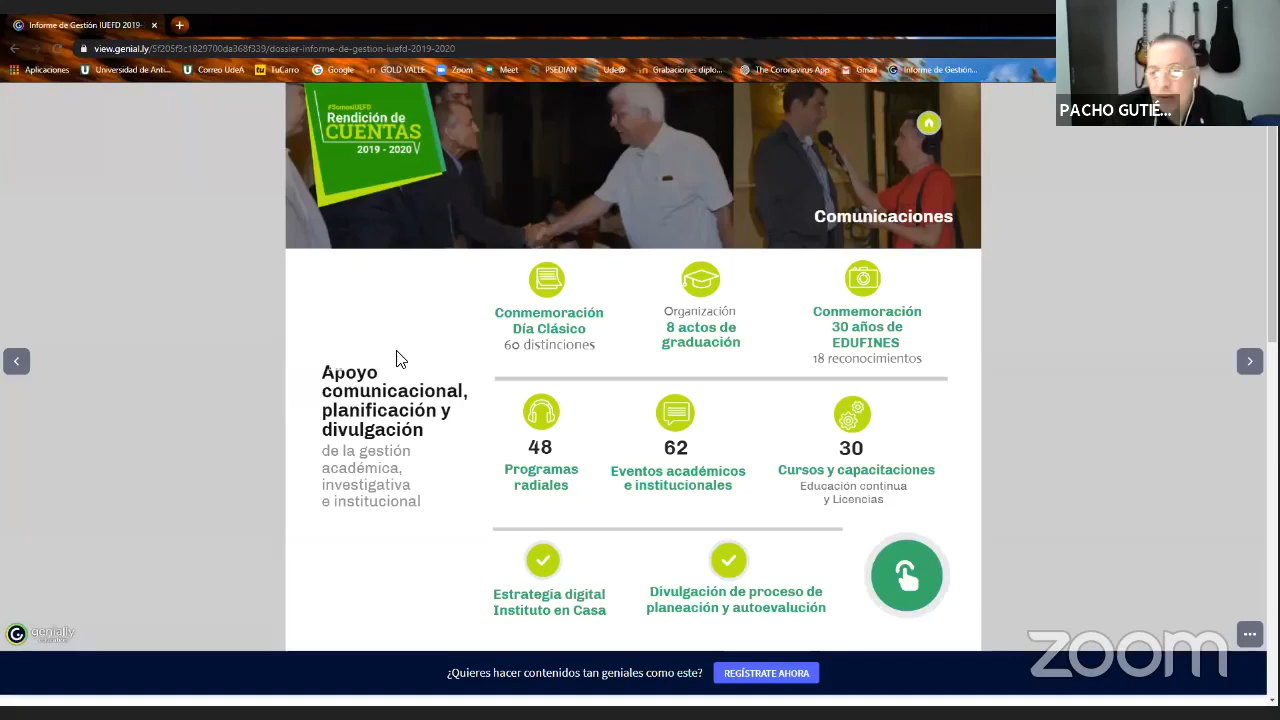 Informe de Gestión IUEFD 2019-
view.genial.ly/5f205f3c1829700da368f339/dossier-informe-de-gestion-iuefd-2019-2020
Aplicaciones
Universidad de Anti...
Correo UdeA
TuCarro
Google
GOLD VALLE
Zoom
Meet
PSEDIAN
Ude@
Grabaciones diplo...
The Coronavirus App
Gmail
Informe de Gestión...
PACHO GUTIÉ...
#SomosIUEFD
Rendición de
CUENTAS
2019 - 2020
Comunicaciones
Conmemoración
Día Clásico
60 distinciones
Organización
8 actos de
graduación
Conmemoración
30 años de
EDUFINES
18 reconocimientos
Apoyo
comunicacional,
planificación y
divulgación
de la gestión
académica,
investigativa
e institucional
48
Programas
radiales
62
Eventos académicos
e institucionales
30
Cursos y capacitaciones
Educación continua
y Licencias
Estrategia digital
Instituto en Casa
Divulgación de proceso de
planeación y autoevalución
genially
zoom
¿Quieres hacer contenidos tan geniales como este?
REGÍSTRATE AHORA